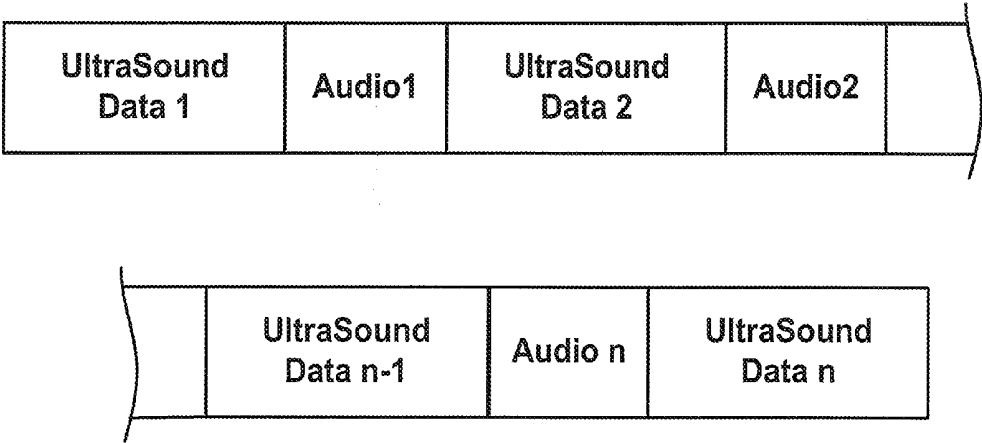 UltraSound
Data 1
Audio1
UltraSound
Data 2
Audio2
UltraSound
Data n-1
Audio n
UltraSound
Data n